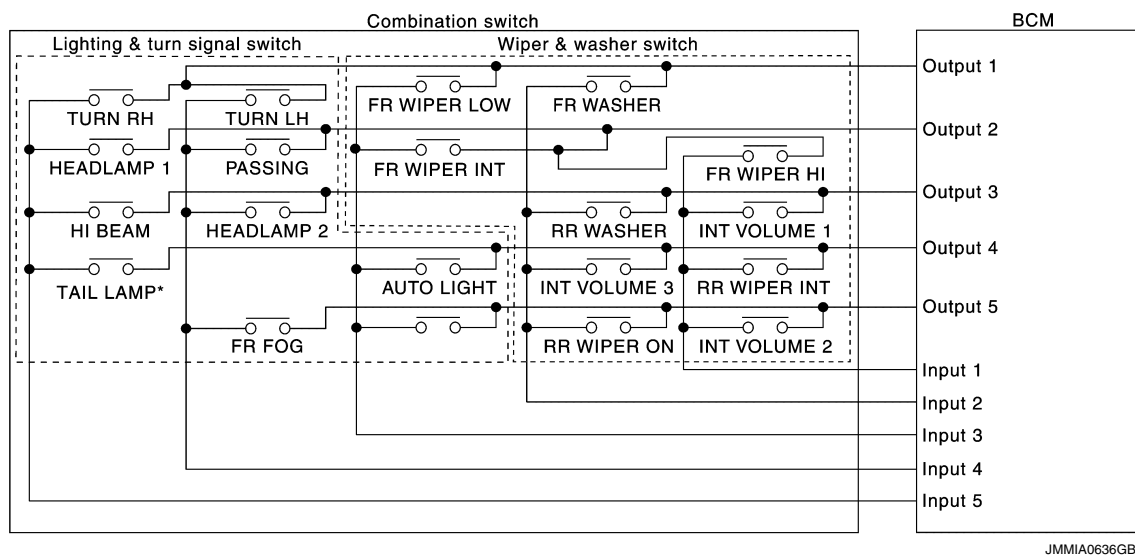 Combination switch
BCM
Lighting & turn signal switch
Wiper & washer switch
Output 1
TURN RH
TURN LH
FR WIPER LOW
FR WASHER
Output 2
HEADLAMP 1
PASSING
FR WIPER INT
FR WIPER HI
Output 3
HI BEAM
HEADLAMP 2
RR WASHER
INT VOLUME 1
Output 4
TAIL LAMP*
AUTO LIGHT
INT VOLUME 3
RR WIPER INT
Output 5
FR FOG
RR WIPER ON
INT VOLUME 2
Input 1
Input 2
Input 3
Input 4
Input 5
JMMIA0636GB